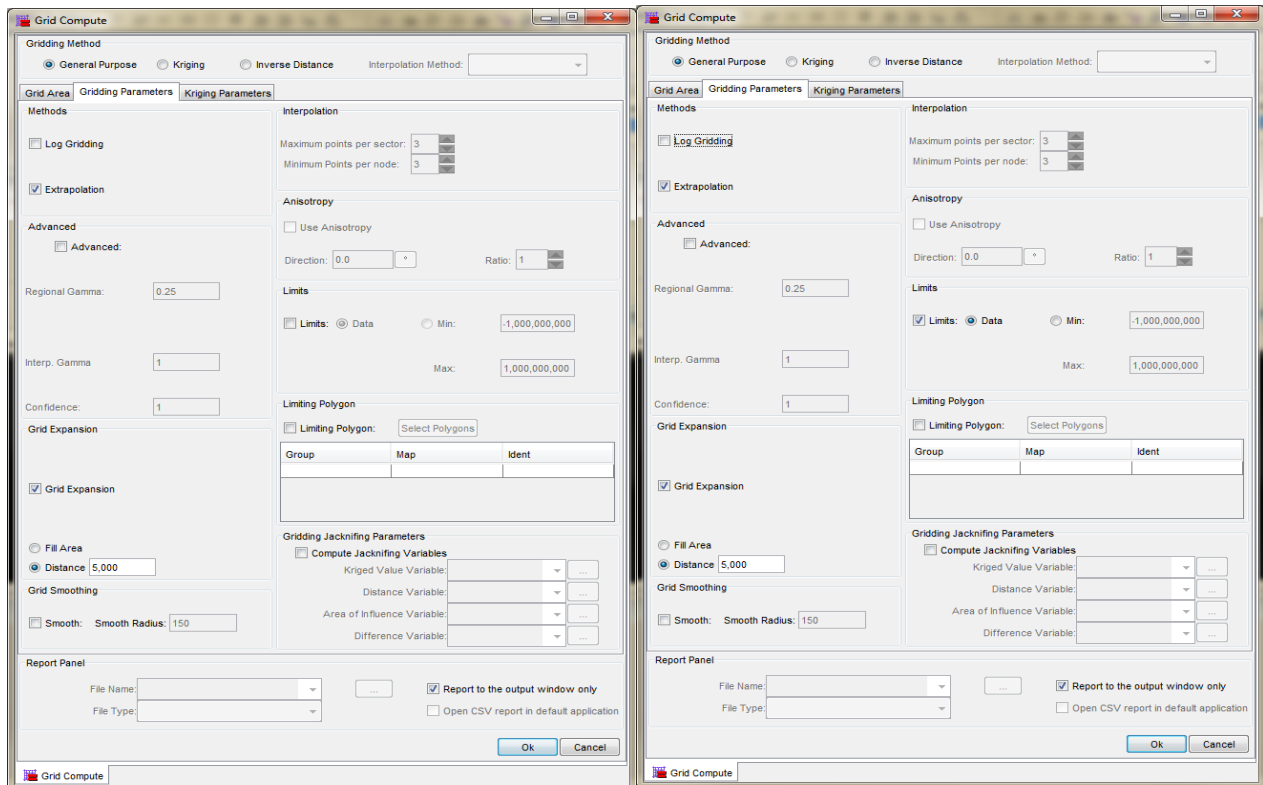 Grid Compute
Gridding Method
General Purpose Kriging Inverse Distance Interpolation Method:
Grid Area Gridding Parameters Kriging Parameters
Methods
Log Gridding
Extrapolation
Interpolation
Maximum points per sector: 3
Minimum Points per node: 3
Anisotropy
Use Anisotropy
Direction: 0.0 ° Ratio: 1
Advanced
Advanced:
Regional Gamma: 0.25
Interp. Gamma 1
Confidence: 1
Limits
Limits: Data Min: -1,000,000,000
Max: 1,000,000,000
Limiting Polygon
Limiting Polygon: Select Polygons
Group Map Ident
Grid Expansion
Grid Expansion
Fill Area
Distance 5,000
Grid Smoothing
Smooth: Smooth Radius: 150
Gridding Jacknifing Parameters
Compute Jacknifing Variables
Kriged Value Variable: ...
Distance Variable: ...
Area of Influence Variable: ...
Difference Variable: ...
Report Panel
File Name: ... Report to the output window only
File Type: Open CSV report in default application
Ok Cancel
Grid Compute
Grid Compute
Gridding Method
General Purpose Kriging Inverse Distance Interpolation Method:
Grid Area Gridding Parameters Kriging Parameters
Methods
Log Gridding
Extrapolation
Interpolation
Maximum points per sector: 3
Minimum Points per node: 3
Anisotropy
Use Anisotropy
Direction: 0.0 ° Ratio: 1
Advanced
Advanced:
Regional Gamma: 0.25
Interp. Gamma 1
Confidence: 1
Limits
Limits: Data Min: -1,000,000,000
Max: 1,000,000,000
Limiting Polygon
Limiting Polygon: Select Polygons
Group Map Ident
Grid Expansion
Grid Expansion
Fill Area
Distance 5,000
Grid Smoothing
Smooth: Smooth Radius: 150
Gridding Jacknifing Parameters
Compute Jacknifing Variables
Kriged Value Variable: ...
Distance Variable: ...
Area of Influence Variable: ...
Difference Variable: ...
Report Panel
File Name: ... Report to the output window only
File Type: Open CSV report in default application
Ok Cancel
Grid Compute